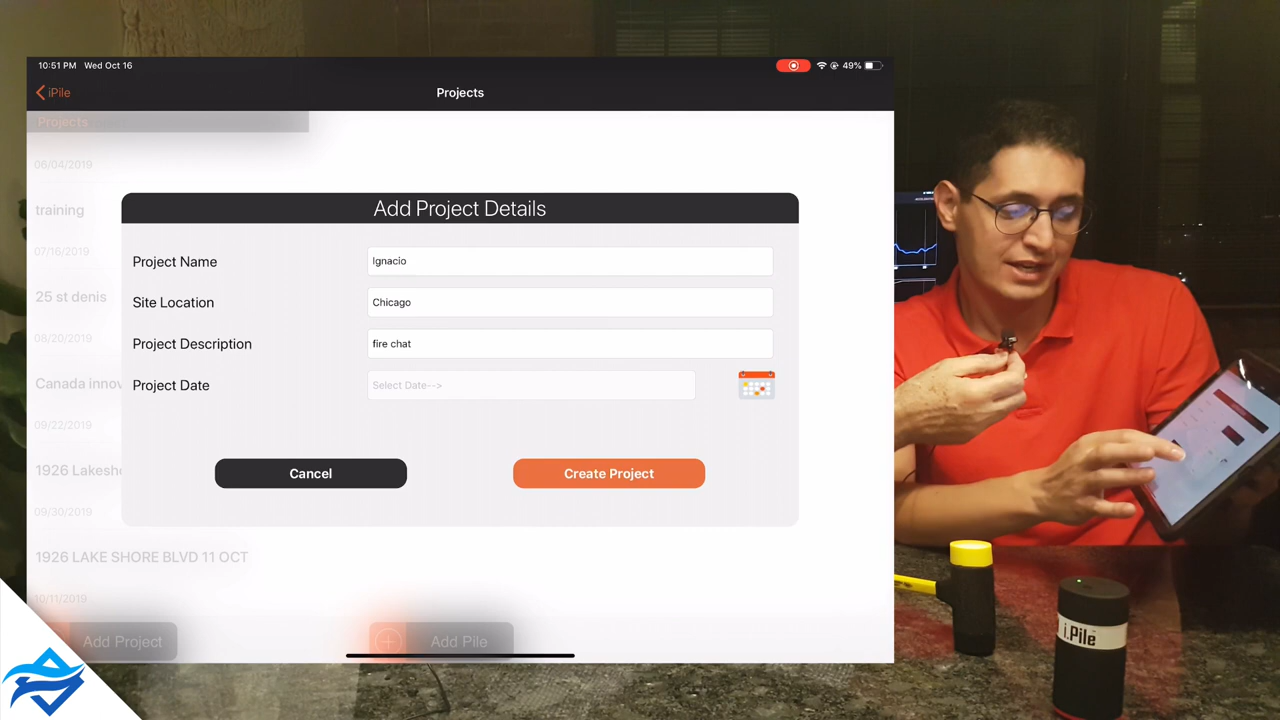 10:51 PM Wed Oct 16
49%
iPile
Projects
Projects
06/04/2019
training
07/16/2019
25 st denis
08/20/2019
Canada innov
09/22/2019
1926 Lakesho
09/30/2019
1926 LAKE SHORE BLVD 11 OCT
10/11/2019
Add Project Details
Project Name
Ignacio
Site Location
Chicago
Project Description
fire chat
Project Date
Select Date-->
Cancel
Create Project
Add Project
Add Pile
i.Pile